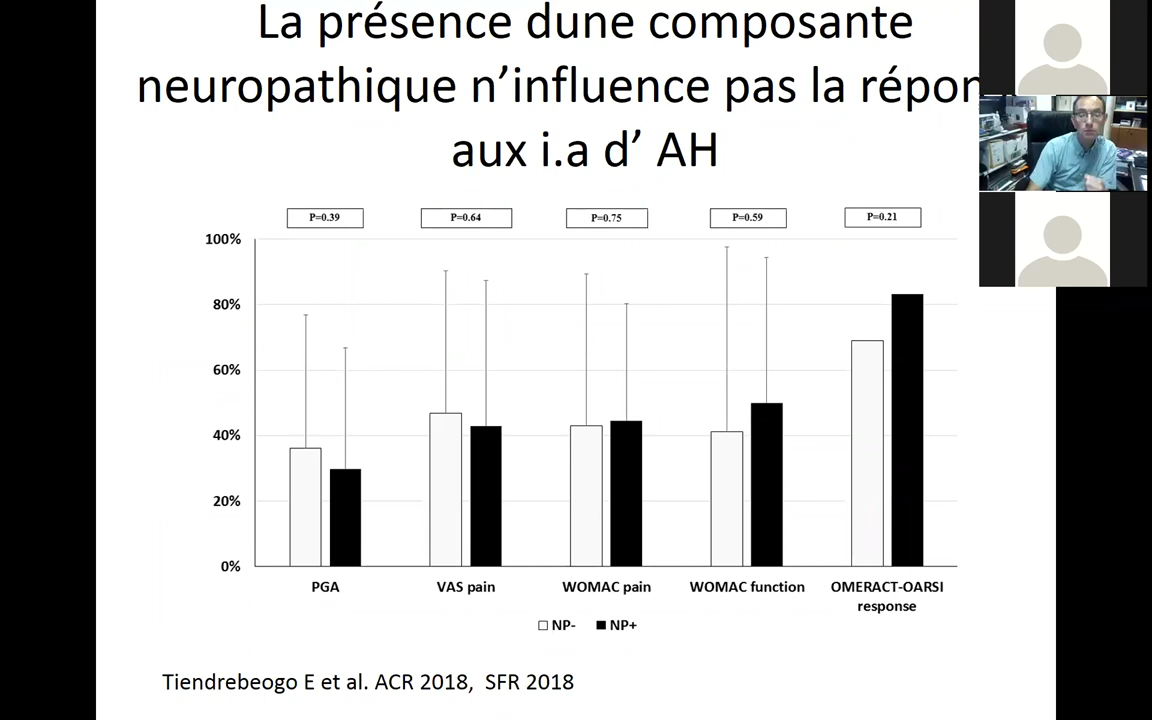 La présence dune composante
neuropathique n’influence pas la répon
aux i.a d’ AH
P=0.39 P=0.64 P=0.75 P=0.59 P=0.21
100%
80%
60%
40%
20%
0%
PGA VAS pain WOMAC pain WOMAC function OMERACT-OARSI
response
NP- NP+
Tiendrebeogo E et al. ACR 2018, SFR 2018